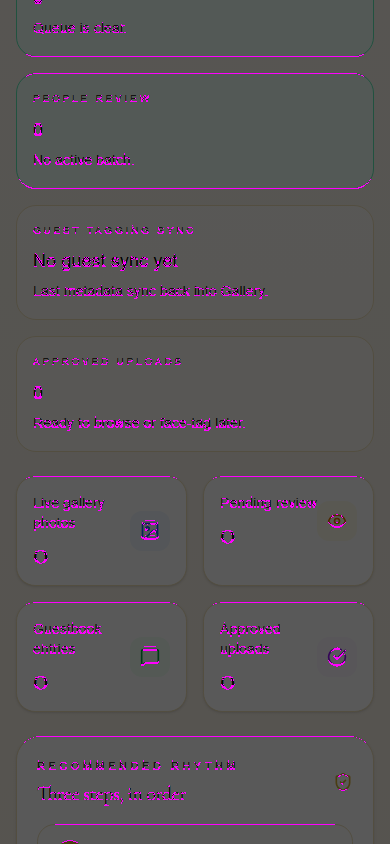 Queue is clear.
PEOPLE REVIEW
0
No active batch.
GUEST TAGGING SYNC
No guest sync yet
Last metadata sync back into Gallery.
APPROVED UPLOADS
0
Ready to browse or face-tag later.
Live gallery
photos
0
Pending review
0
Guestbook
entries
0
Approved
uploads
0
RECOMMENDED RHYTHM
Three steps, in order